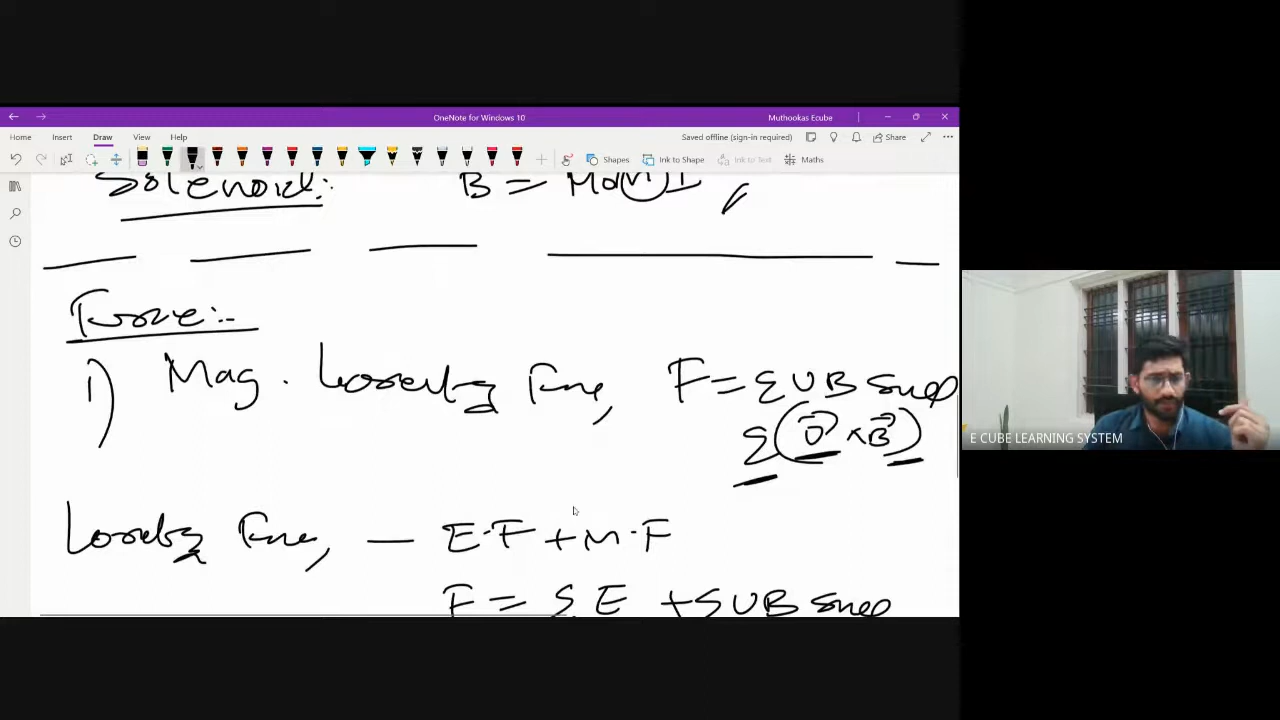 OneNote for Windows 10
Muthookas Ecube
Home Insert Draw View Help
Saved offline (sign-in required)
Share
Shapes
Ink to Shape
Ink to Text
Maths
Solenoid:- B = μ0 n I
Force:-
1) Mag. Lorentz Force, F = qVB sinθ
q(V × B)
Lorentz Force, — E.F + M.F
F = qE + qVB sinθ
E CUBE LEARNING SYSTEM